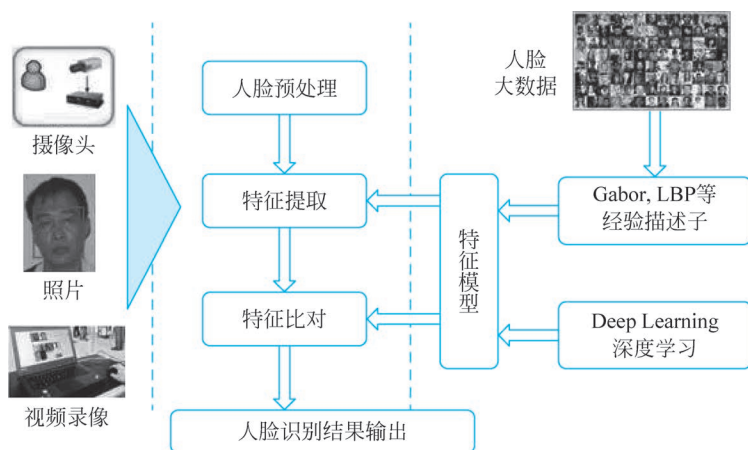 摄像头
照片
视频录像
人脸预处理
特征提取
特征比对
人脸识别结果输出
特征模型
人脸
大数据
Gabor, LBP等
经验描述子
Deep Learning
深度学习